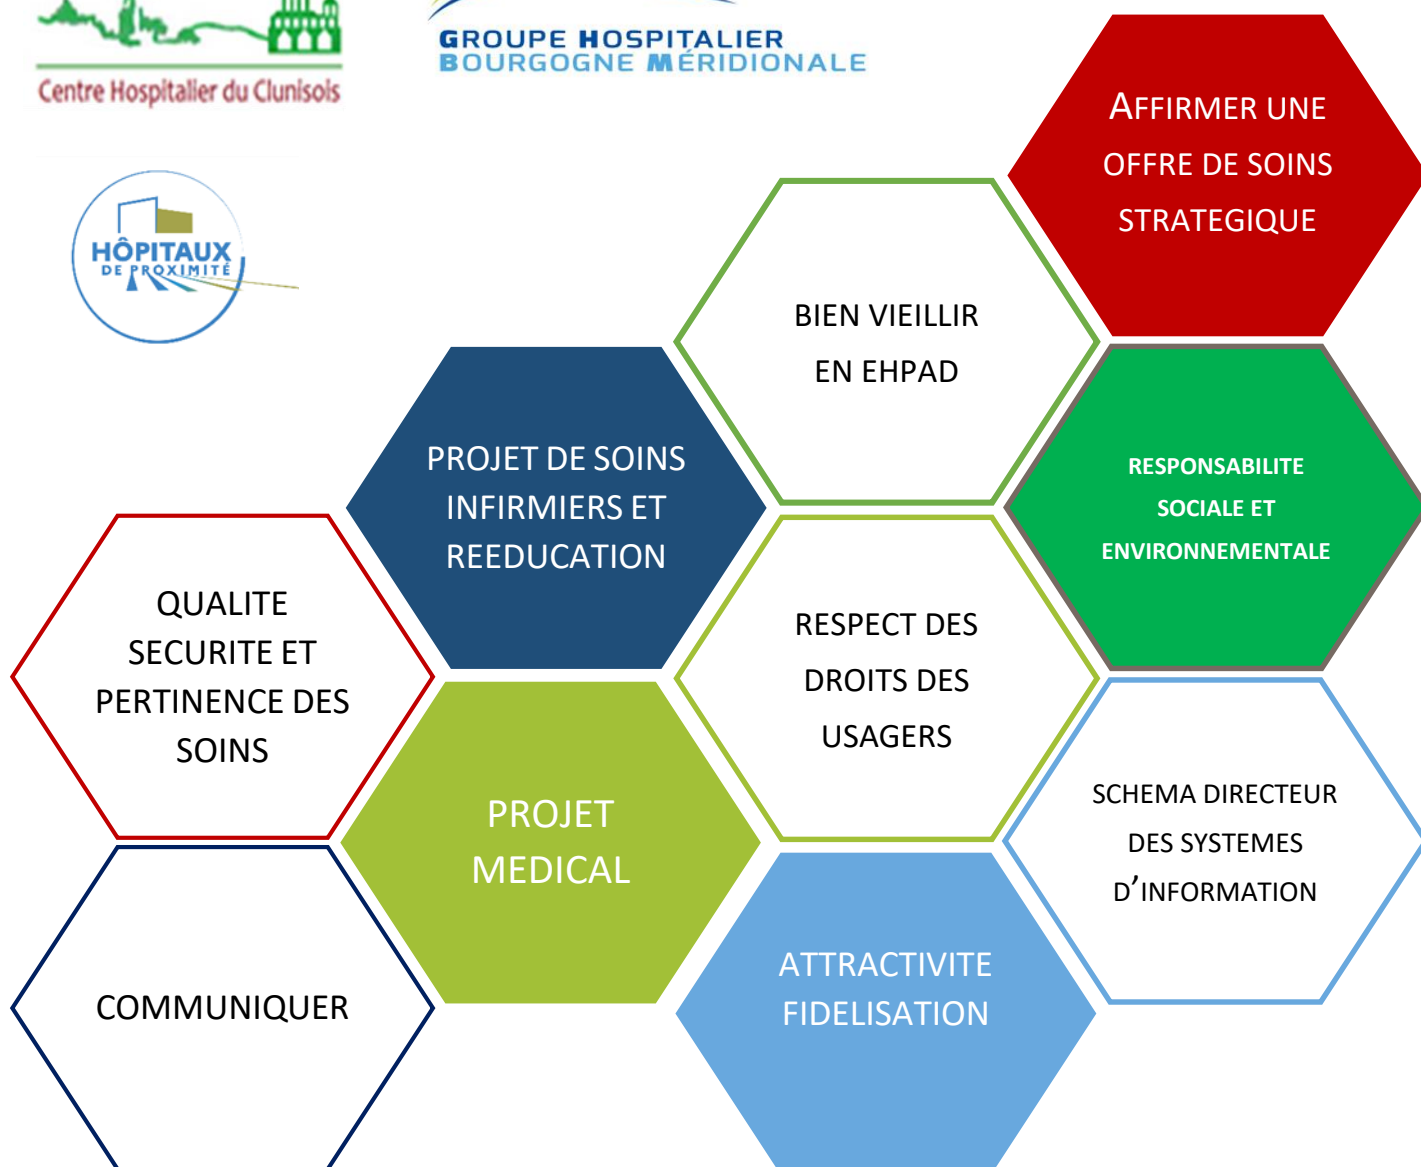 Centre Hospitalier du Clunisois
GROUPE HOSPITALIER
BOURGOGNE MÉRIDIONALE
HÔPITAUX
DE PROXIMITÉ
AFFIRMER UNE
OFFRE DE SOINS
STRATEGIQUE
BIEN VIEILLIR
EN EHPAD
PROJET DE SOINS
INFIRMIERS ET
REEDUCATION
RESPONSABILITE
SOCIALE ET
ENVIRONNEMENTALE
QUALITE
SECURITE ET
PERTINENCE DES
SOINS
RESPECT DES
DROITS DES
USAGERS
PROJET
MEDICAL
SCHEMA DIRECTEUR
DES SYSTEMES
D'INFORMATION
COMMUNIQUER
ATTRACTIVITE
FIDELISATION